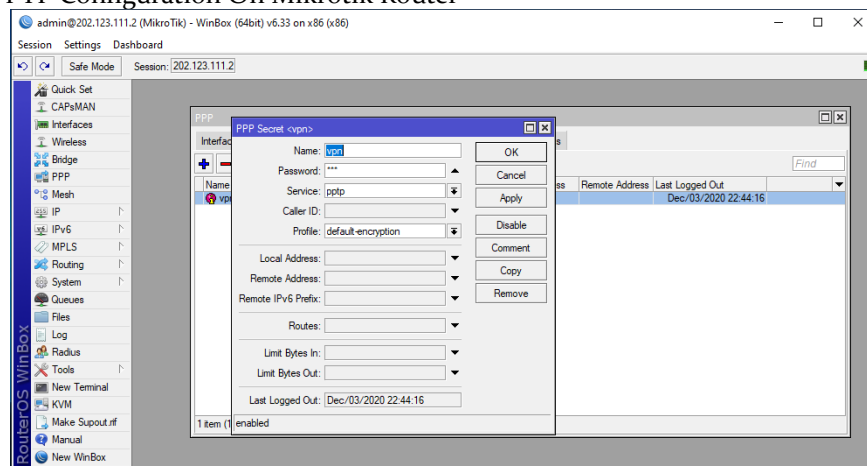 PPP Configuration On Mikrotik Router
admin@202.123.111.2 (MikroTik) - WinBox (64bit) v6.33 on x86 (x86)
Session Settings Dashboard
Safe Mode Session: 202.123.111.2
Quick Set
CAPsMAN
Interfaces
Wireless
Bridge
PPP
Mesh
IP
IPv6
MPLS
Routing
System
Queues
Files
Log
Radius
Tools
New Terminal
KVM
Make Supout.rif
Manual
New WinBox
RouterOS WinBox
PPP
Interfac
Find
Name
Remote Address Last Logged Out
Dec/03/2020 22:44:16
1 item (1
PPP Secret <vpn>
Name: vpn
Password: ***
Service: pptp
Caller ID:
Profile: default-encryption
Local Address:
Remote Address:
Remote IPv6 Prefix:
Routes:
Limit Bytes In:
Limit Bytes Out:
Last Logged Out: Dec/03/2020 22:44:16
enabled
OK
Cancel
Apply
Disable
Comment
Copy
Remove